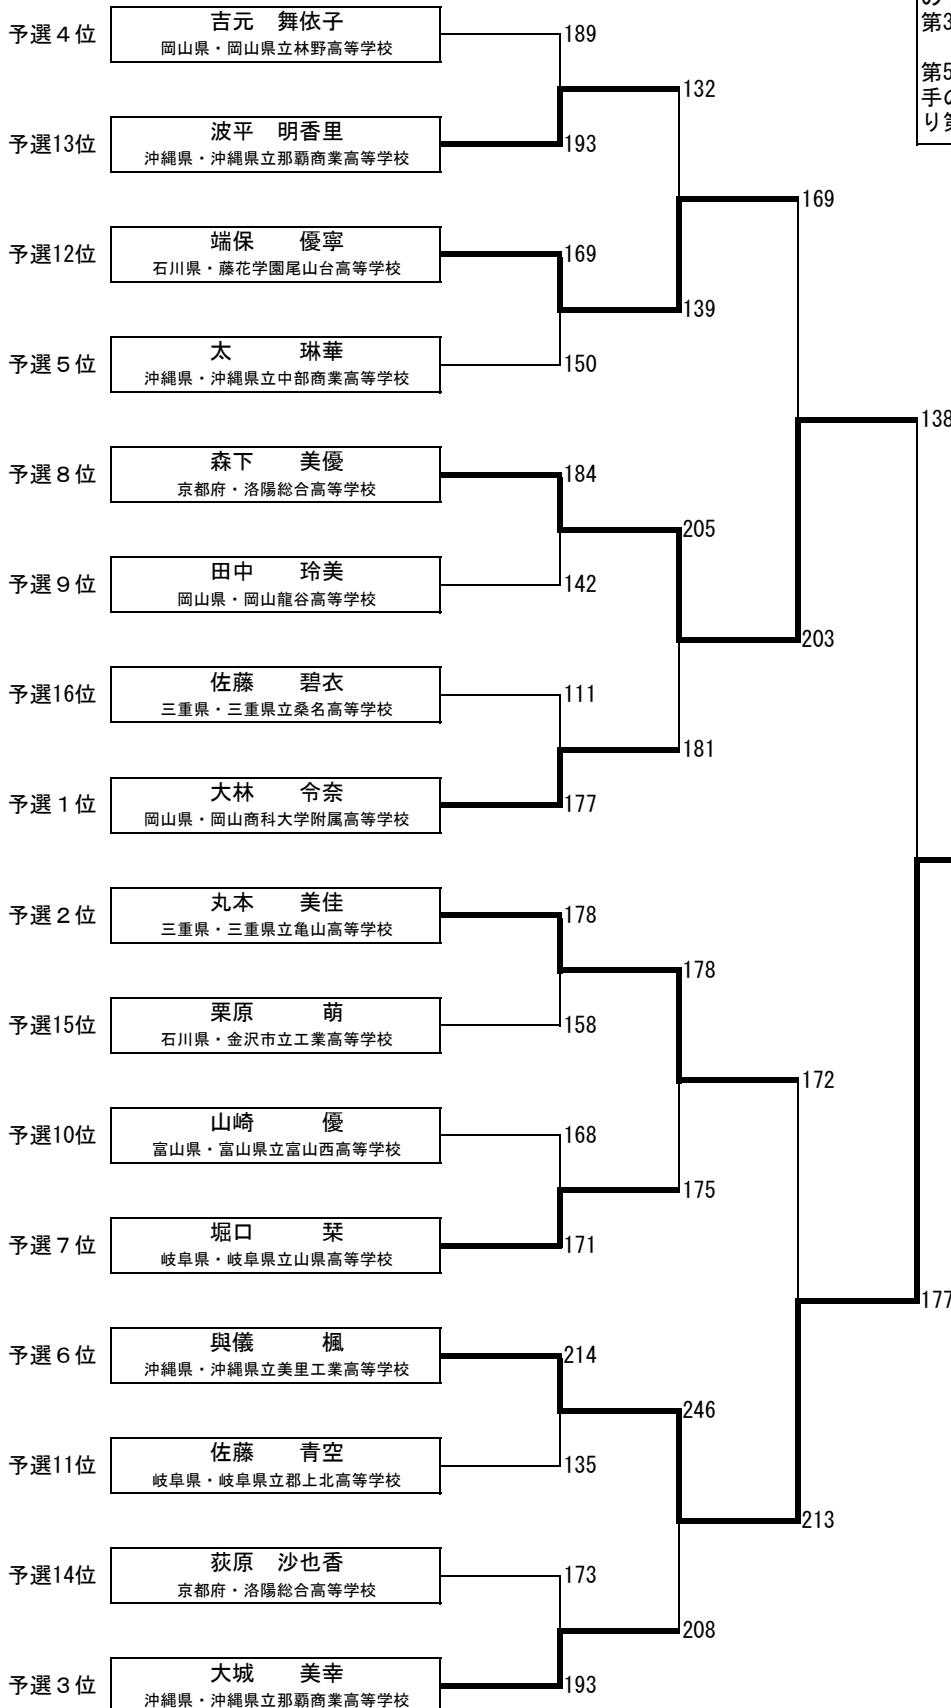 の
第3
第5
手の
り第
予選４位
吉元　舞依子
岡山県・岡山県立林野高等学校
189
132
予選13位
波平　明香里
沖縄県・沖縄県立那覇商業高等学校
193
169
予選12位
端保　　優寧
石川県・藤花学園尾山台高等学校
169
139
予選５位
太　　　琳華
沖縄県・沖縄県立中部商業高等学校
150
138
予選８位
森下　　美優
京都府・洛陽総合高等学校
184
205
予選９位
田中　　玲美
岡山県・岡山龍谷高等学校
142
203
予選16位
佐藤　　碧衣
三重県・三重県立桑名高等学校
111
181
予選１位
大林　　令奈
岡山県・岡山商科大学附属高等学校
177
予選２位
丸本　　美佳
三重県・三重県立亀山高等学校
178
178
予選15位
栗原　　　萌
石川県・金沢市立工業高等学校
158
172
予選10位
山崎　　　優
富山県・富山県立富山西高等学校
168
175
予選７位
堀口　　　栞
岐阜県・岐阜県立山県高等学校
171
177
予選６位
與儀　　　楓
沖縄県・沖縄県立美里工業高等学校
214
246
予選11位
佐藤　　青空
岐阜県・岐阜県立郡上北高等学校
135
213
予選14位
荻原　沙也香
京都府・洛陽総合高等学校
173
208
予選３位
大城　　美幸
沖縄県・沖縄県立那覇商業高等学校
193